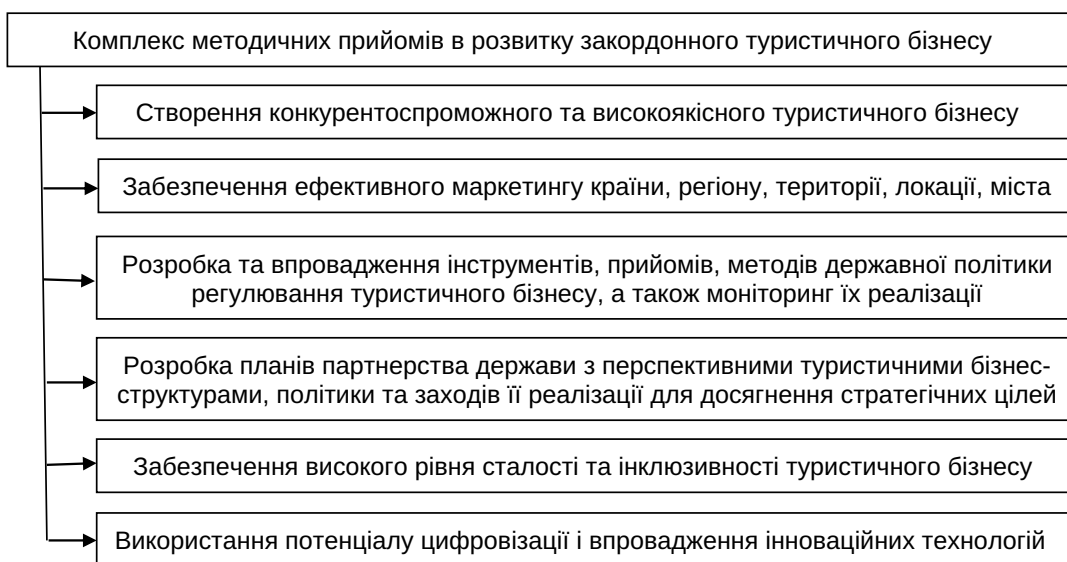 Комплекс методичних прийомів в розвитку закордонного туристичного бізнесу
Створення конкурентоспроможного та високоякісного туристичного бізнесу
Забезпечення ефективного маркетингу країни, регіону, території, локації, міста
Розробка та впровадження інструментів, прийомів, методів державної політики
регулювання туристичного бізнесу, а також моніторинг їх реалізації
Розробка планів партнерства держави з перспективними туристичними бізнес-
структурами, політики та заходів її реалізації для досягнення стратегічних цілей
Забезпечення високого рівня сталості та інклюзивності туристичного бізнесу
Використання потенціалу цифровізації і впровадження інноваційних технологій